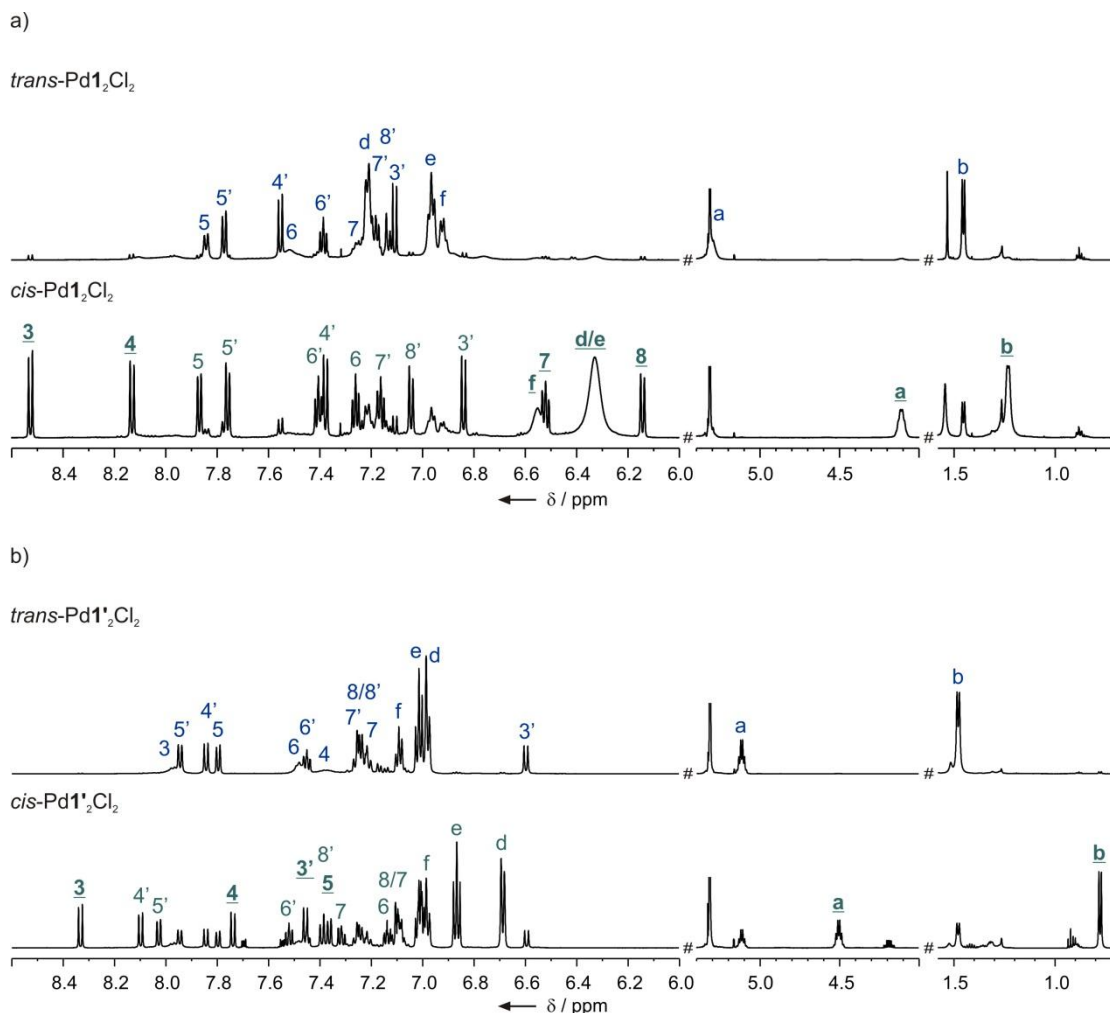 a)
trans-Pd1₂Cl₂
5 5' 4' 6 6' 7 d 7' 8' 3' e f # a # b
cis-Pd1₂Cl₂
3 4 5 5' 6' 4' 6 7' 8' 3' f 7 d/e 8 # a # b
8.4 8.2 8.0 7.8 7.6 7.4 7.2 7.0 6.8 6.6 6.4 6.2 6.0 5.0 4.5 1.5 1.0
← δ / ppm
b)
trans-Pd1'₂Cl₂
3 5' 4' 5 6 6' 4 8/8' 7' 7 f e d 3' # a # b
cis-Pd1'₂Cl₂
3 4' 5' 4 6' 3' 8' 5 7 6 8/7 f e d # a # b
8.4 8.2 8.0 7.8 7.6 7.4 7.2 7.0 6.8 6.6 6.4 6.2 6.0 5.0 4.5 1.5 1.0
← δ / ppm